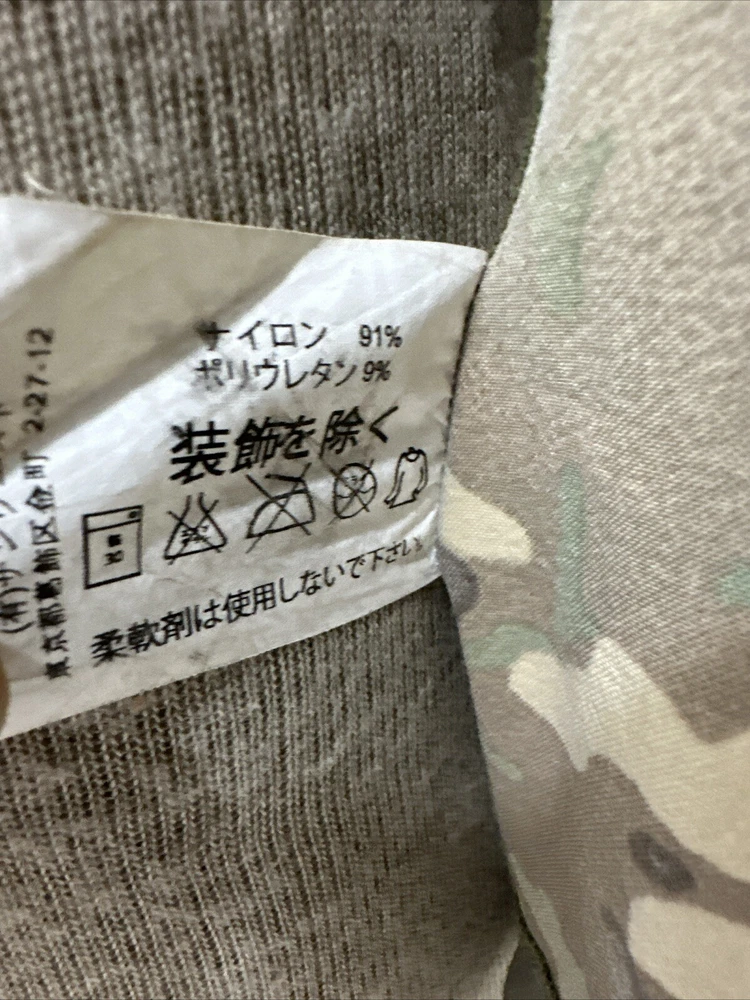 ナイロン 91%
ポリウレタン 9%
装飾を除く
柔軟剤は使用しないで下さい
東京都葛飾区金町 2-27-12